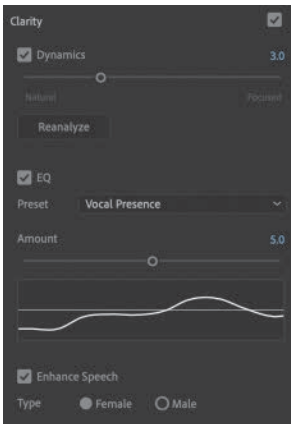 Clarity
Dynamics 3.0
Natural Focused
Reanalyze
EQ
Preset Vocal Presence
Amount 5.0
Enhance Speech
Type Female Male